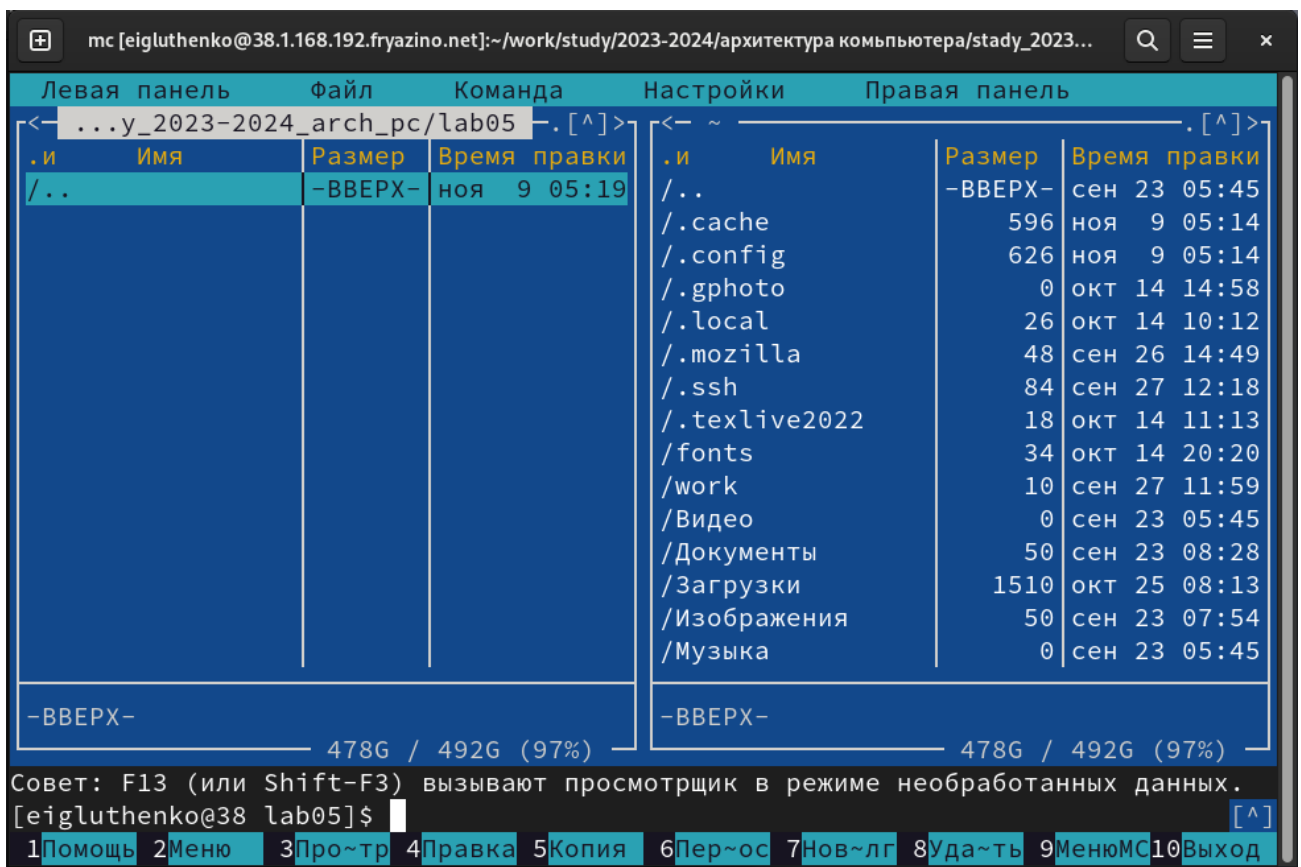 mc [eigluthenko@38.1.168.192.fryazino.net]:~/work/study/2023-2024/архитектура комьпьютера/stady_2023...
Левая панель Файл Команда Настройки Правая панель
<— ...y_2023-2024_arch_pc/lab05 —.[^]> <— ~ —.[^]>
.и Имя Размер Время правки .и Имя Размер Время правки
/.. -ВВЕРХ- ноя 9 05:19 /.. -ВВЕРХ- сен 23 05:45
/.cache 596 ноя 9 05:14
/.config 626 ноя 9 05:14
/.gphoto 0 окт 14 14:58
/.local 26 окт 14 10:12
/.mozilla 48 сен 26 14:49
/.ssh 84 сен 27 12:18
/.texlive2022 18 окт 14 11:13
/fonts 34 окт 14 20:20
/work 10 сен 27 11:59
/Видео 0 сен 23 05:45
/Документы 50 сен 23 08:28
/Загрузки 1510 окт 25 08:13
/Изображения 50 сен 23 07:54
/Музыка 0 сен 23 05:45
-ВВЕРХ- -ВВЕРХ-
478G / 492G (97%) 478G / 492G (97%)
Совет: F13 (или Shift-F3) вызывают просмотрщик в режиме необработанных данных.
[eigluthenko@38 lab05]$ [^]
1Помощь 2Меню 3Про~тр 4Правка 5Копия 6Пер~ос 7Нов~лг 8Уда~ть 9МенюMC 10Выход